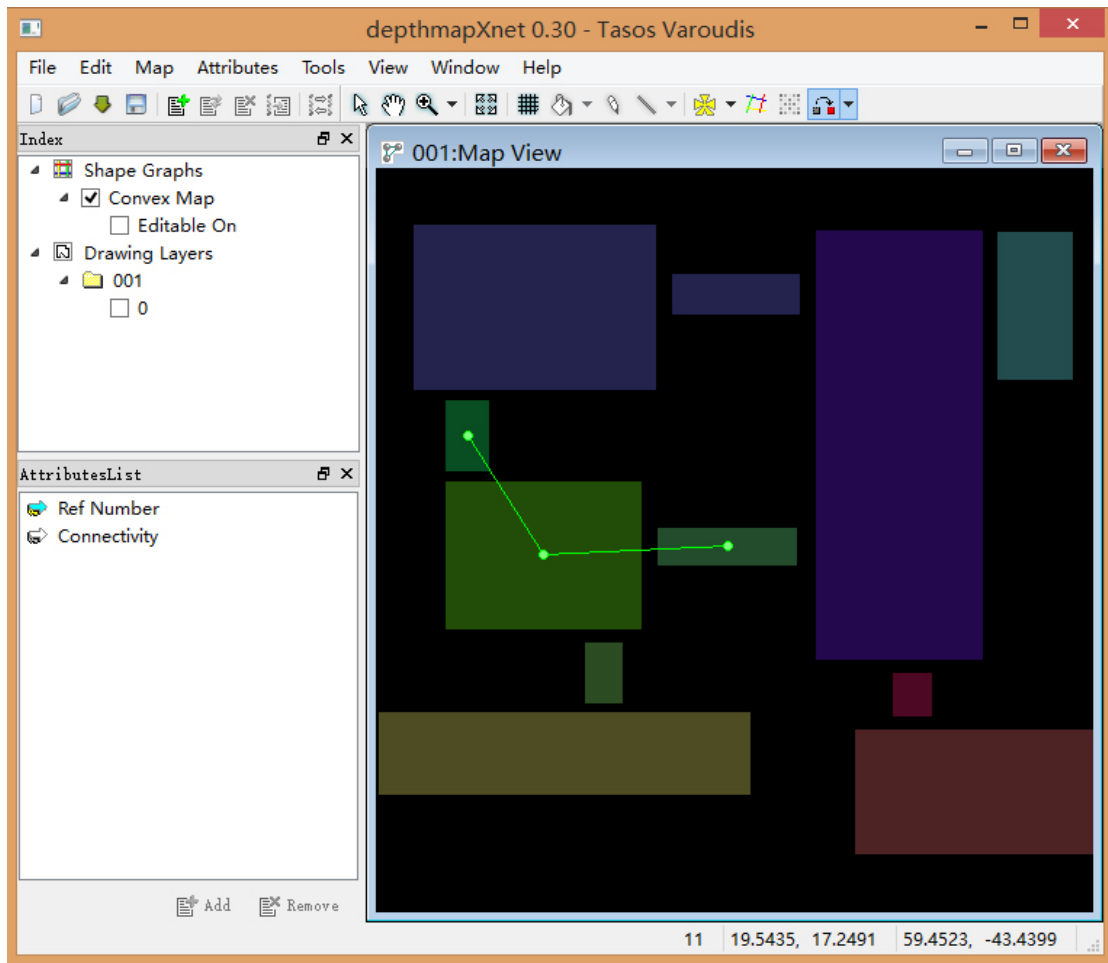 depthmapXnet 0.30 - Tasos Varoudis
File Edit Map Attributes Tools View Window Help
Index
Shape Graphs
Convex Map
Editable On
Drawing Layers
001
0
AttributesList
Ref Number
Connectivity
Add Remove
001:Map View
11 19.5435, 17.2491 59.4523, -43.4399